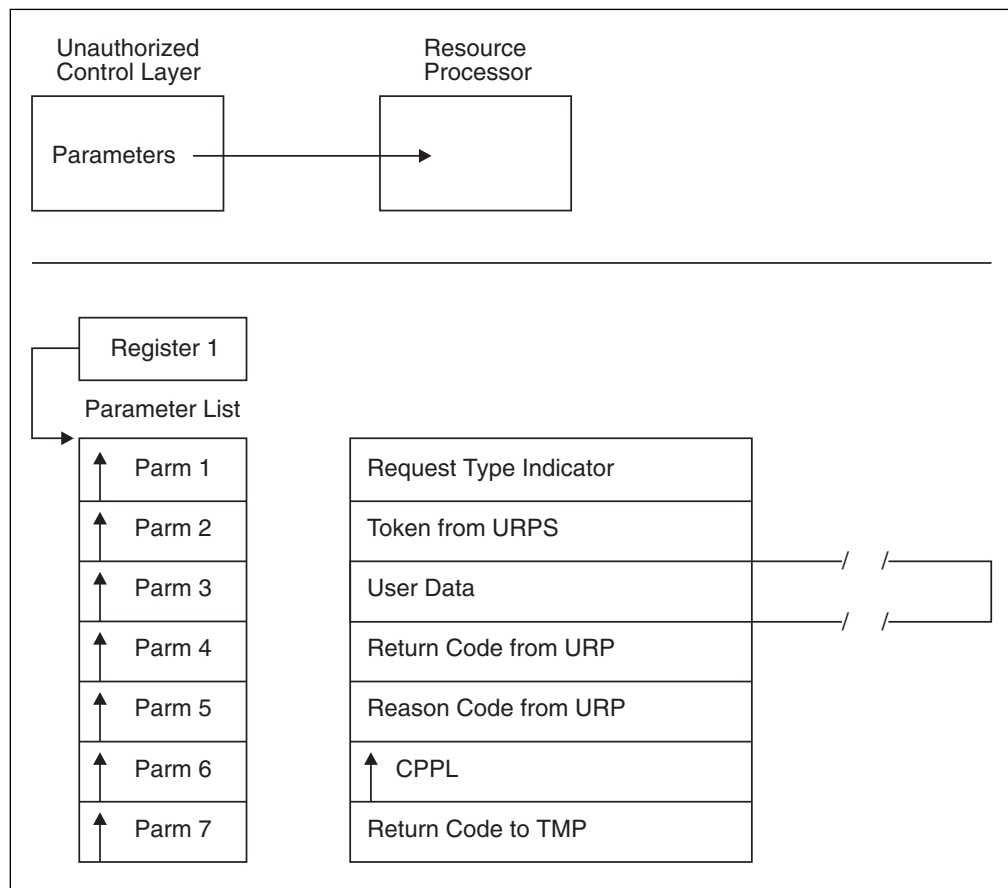 Unauthorized
Control Layer
Resource
Processor
Parameters
Register 1
Parameter List
Parm 1
Request Type Indicator
Parm 2
Token from URPS
Parm 3
User Data
Parm 4
Return Code from URP
Parm 5
Reason Code from URP
Parm 6
CPPL
Parm 7
Return Code to TMP